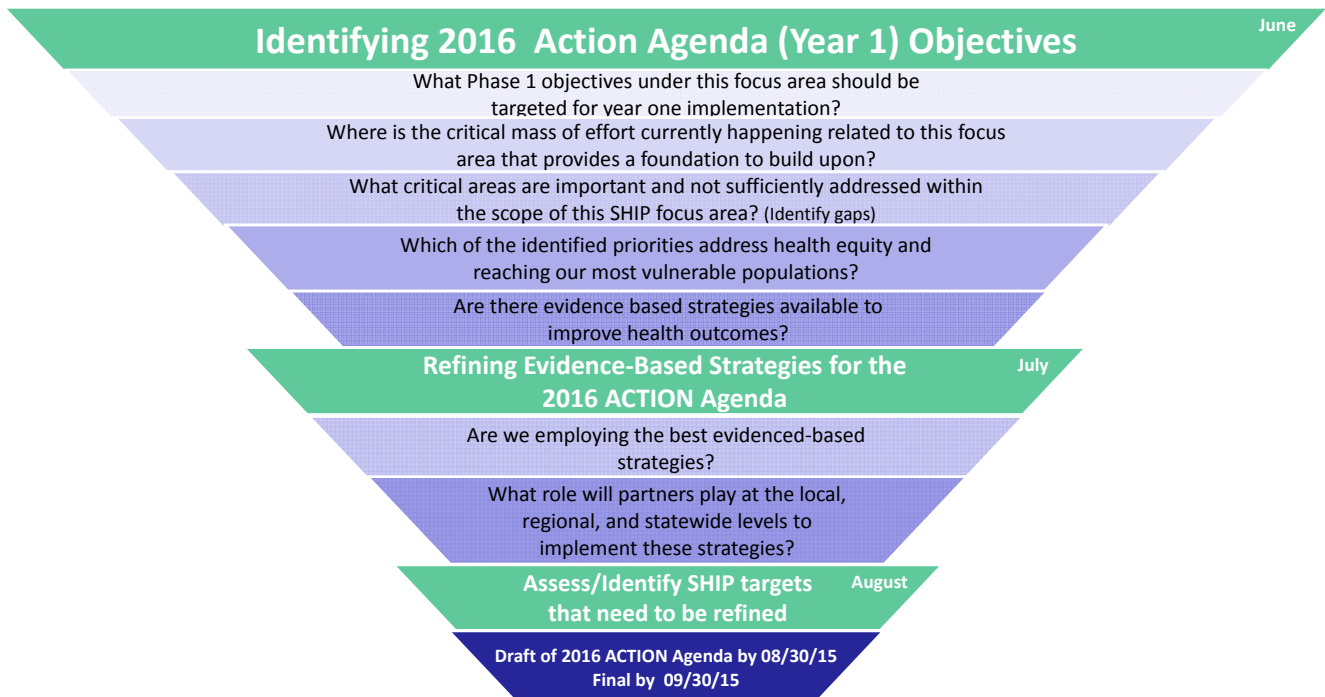 Identifying 2016 Action Agenda (Year 1) Objectives
June
What Phase 1 objectives under this focus area should be
targeted for year one implementation?
Where is the critical mass of effort currently happening related to this focus
area that provides a foundation to build upon?
What critical areas are important and not sufficiently addressed within
the scope of this SHIP focus area? (Identify gaps)
Which of the identified priorities address health equity and
reaching our most vulnerable populations?
Are there evidence based strategies available to
improve health outcomes?
Refining Evidence-Based Strategies for the
2016 ACTION Agenda
July
Are we employing the best evidenced-based
strategies?
What role will partners play at the local,
regional, and statewide levels to
implement these strategies?
Assess/Identify SHIP targets
that need to be refined
August
Draft of 2016 ACTION Agenda by 08/30/15
Final by 09/30/15